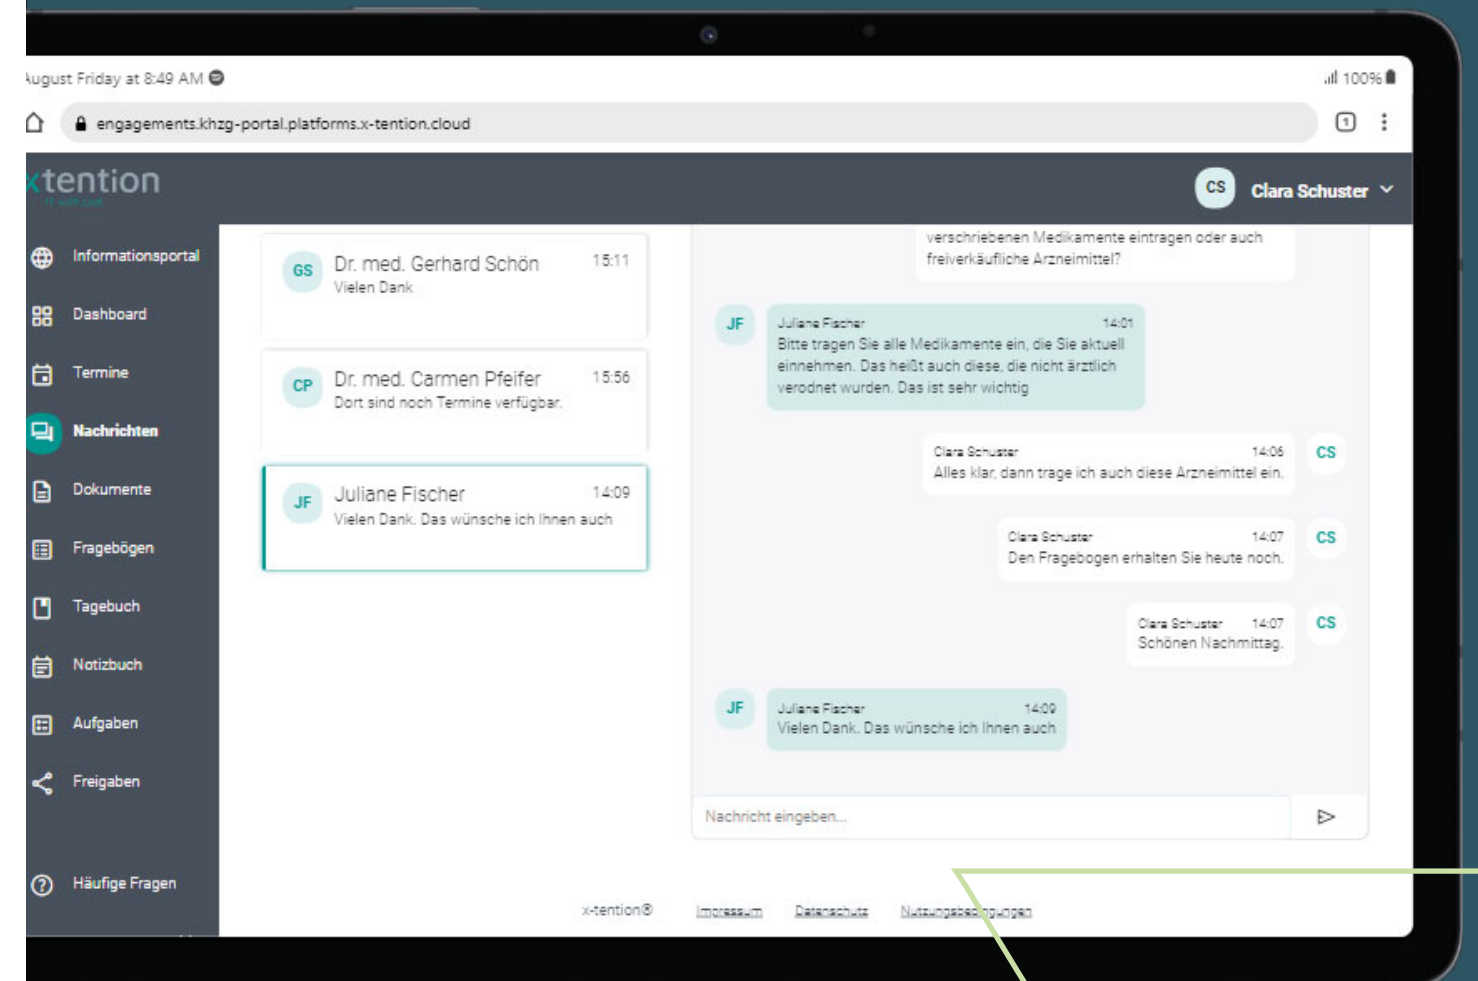 August Friday at 8:49 AM
100%
engagements.khzg-portal.platforms.x-tention.cloud
1
xtention
IT with care
CS Clara Schuster
Informationsportal
Dashboard
Termine
Nachrichten
Dokumente
Fragebögen
Tagebuch
Notizbuch
Aufgaben
Freigaben
Häufige Fragen
GS Dr. med. Gerhard Schön 15:11
Vielen Dank
CP Dr. med. Carmen Pfeifer 15:56
Dort sind noch Termine verfügbar.
JF Juliane Fischer 14:09
Vielen Dank. Das wünsche ich Ihnen auch
verschriebenen Medikamente eintragen oder auch
freiverkäufliche Arzneimittel?
JF Juliane Fischer 14:01
Bitte tragen Sie alle Medikamente ein, die Sie aktuell
einnehmen. Das heißt auch diese, die nicht ärztlich
verodnet wurden. Das ist sehr wichtig
Clara Schuster 14:06 CS
Alles klar, dann trage ich auch diese Arzneimittel ein.
Clara Schuster 14:07 CS
Den Fragebogen erhalten Sie heute noch.
Clara Schuster 14:07 CS
Schönen Nachmittag.
JF Juliane Fischer 14:09
Vielen Dank. Das wünsche ich Ihnen auch
Nachricht eingeben...
x-tention® Impressum Datenschutz Nutzungsbedingungen